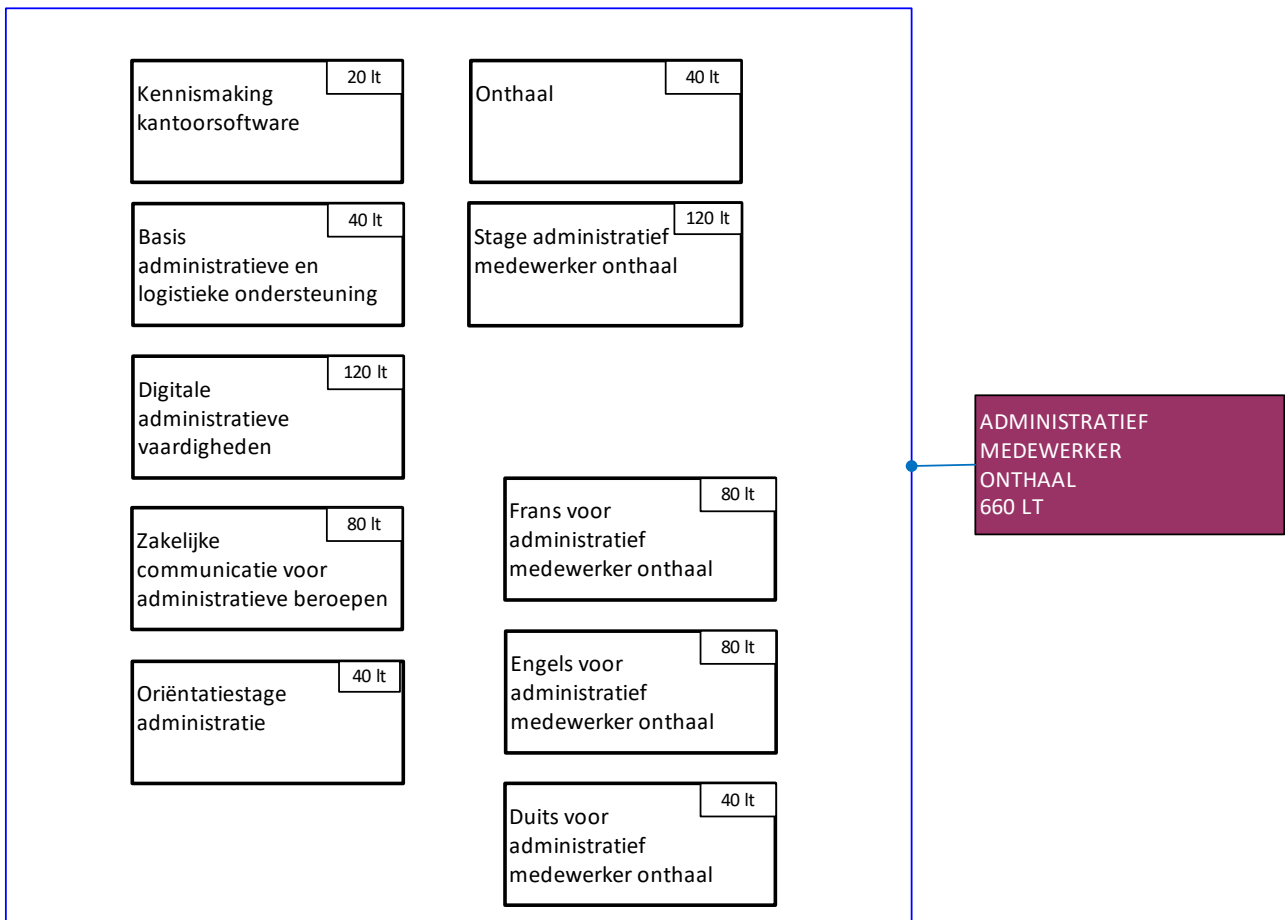 20 lt
Kennismaking
kantoorsoftware
40 lt
Basis
administratieve en
logistieke ondersteuning
120 lt
Digitale
administratieve
vaardigheden
80 lt
Zakelijke
communicatie voor
administratieve beroepen
40 lt
Oriëntatiestage
administratie
40 lt
Onthaal
120 lt
Stage administratief
medewerker onthaal
80 lt
Frans voor
administratief
medewerker onthaal
80 lt
Engels voor
administratief
medewerker onthaal
40 lt
Duits voor
administratief
medewerker onthaal
ADMINISTRATIEF
MEDEWERKER
ONTHAAL
660 LT